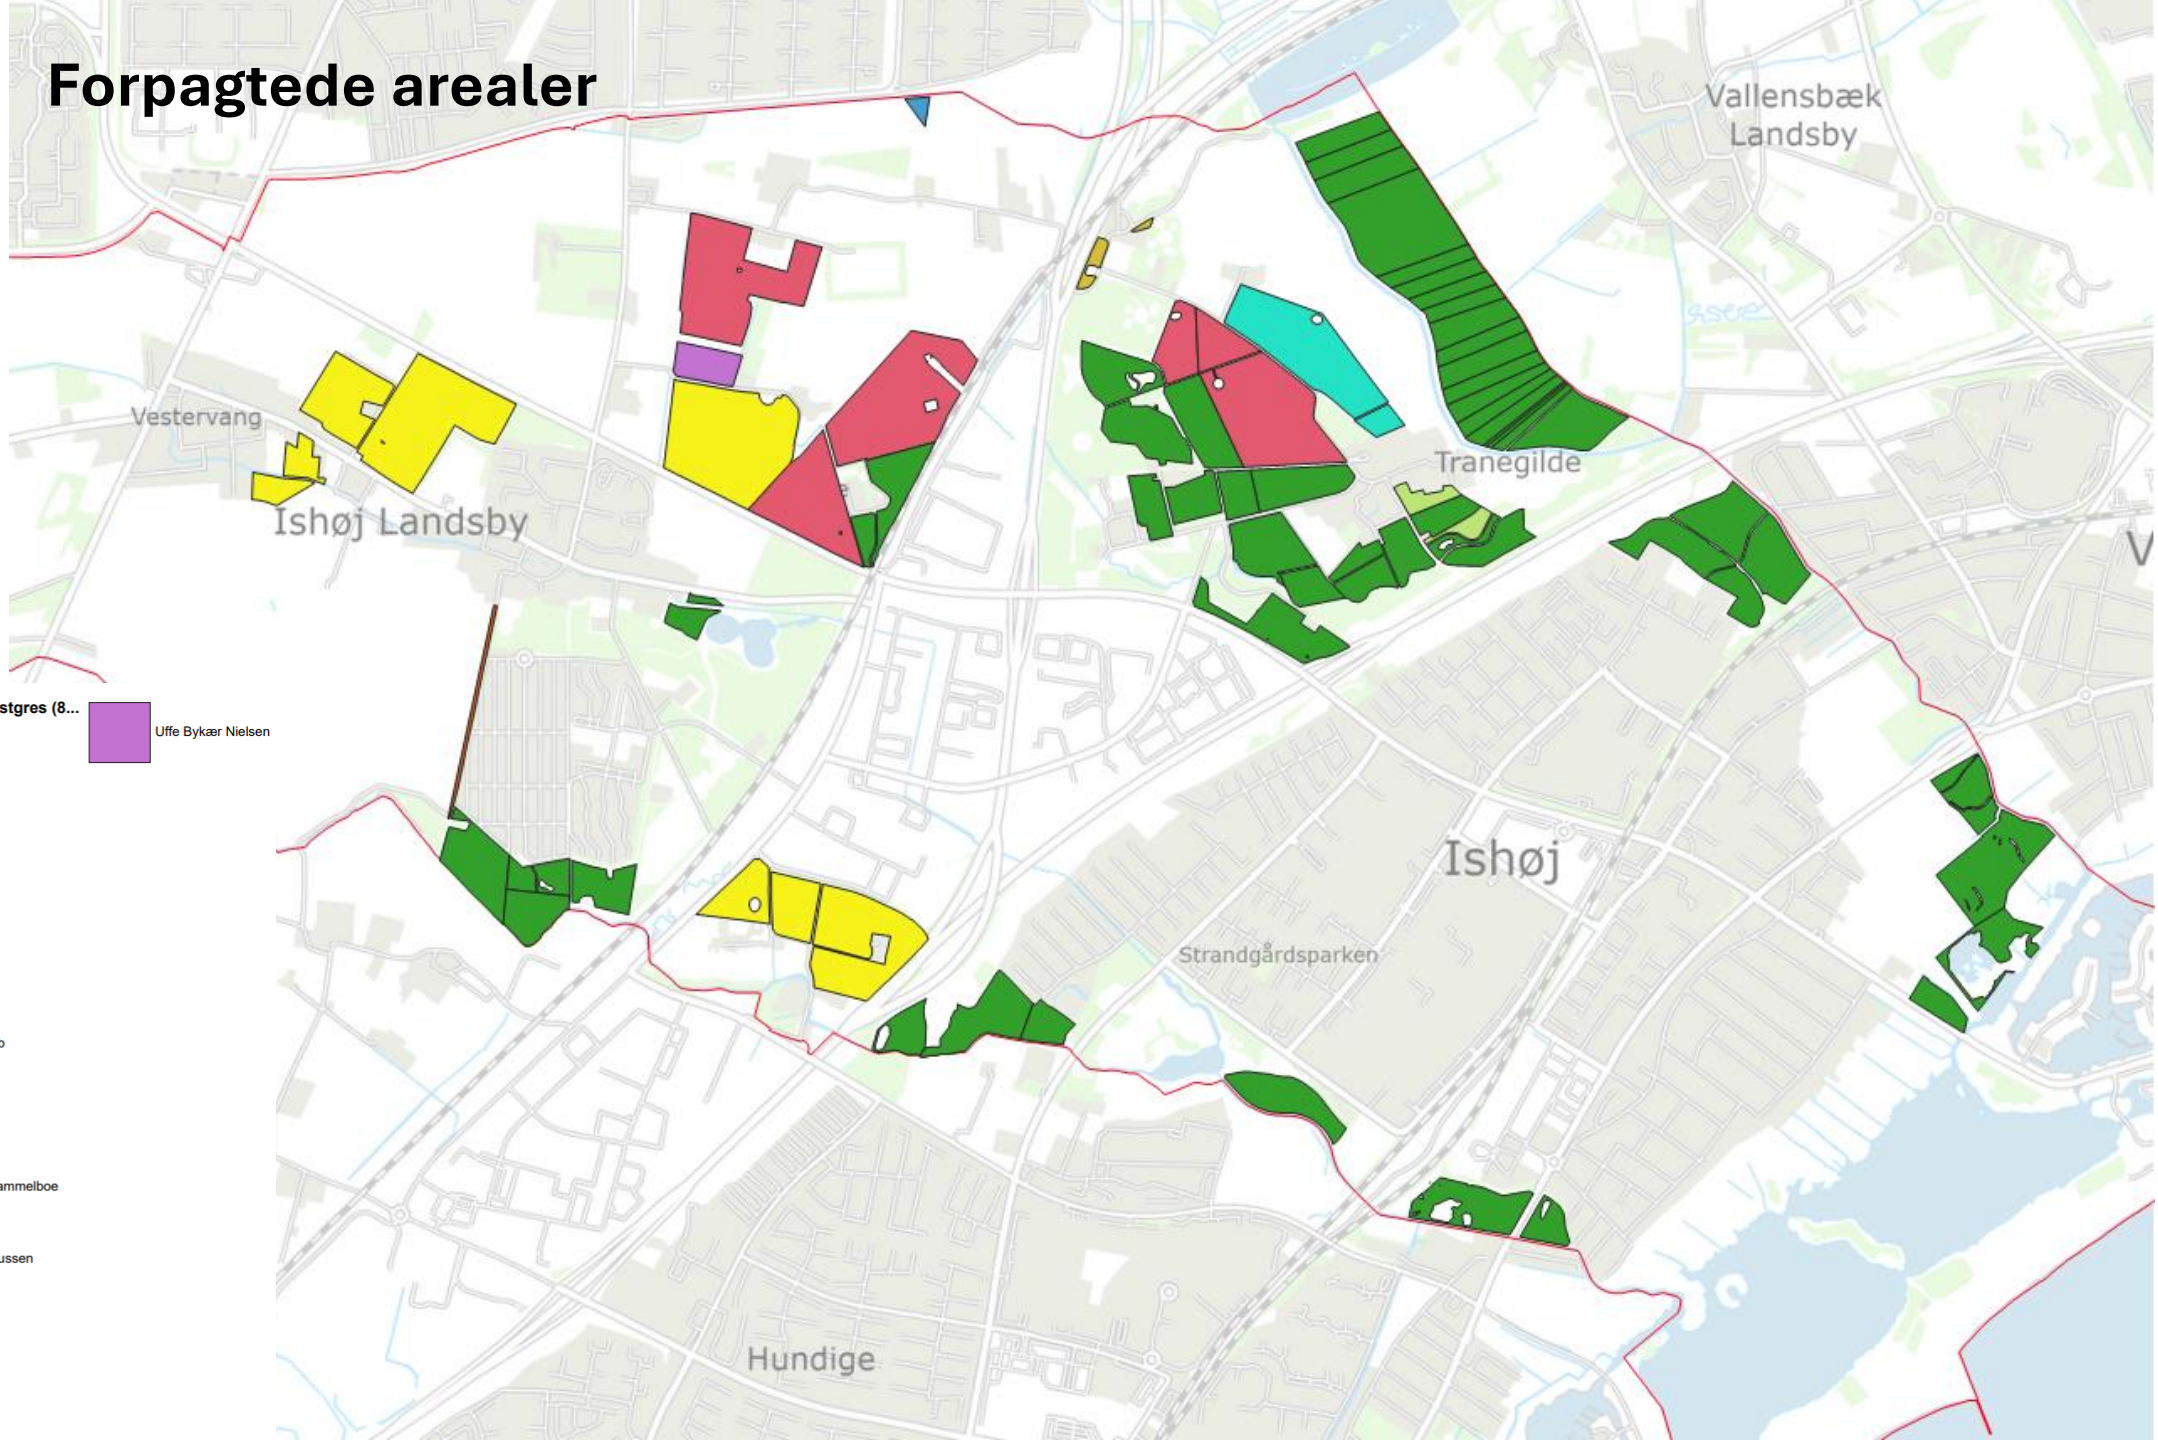 Forpagtede arealer
Vallensbæk
Landsby
Vestervang
Tranegilde
Ishøj Landsby
V
stgres (8...
Uffe Bykær Nielsen
Ishøj
Strandgårdsparken
o
ammelboe
ussen
Hundige